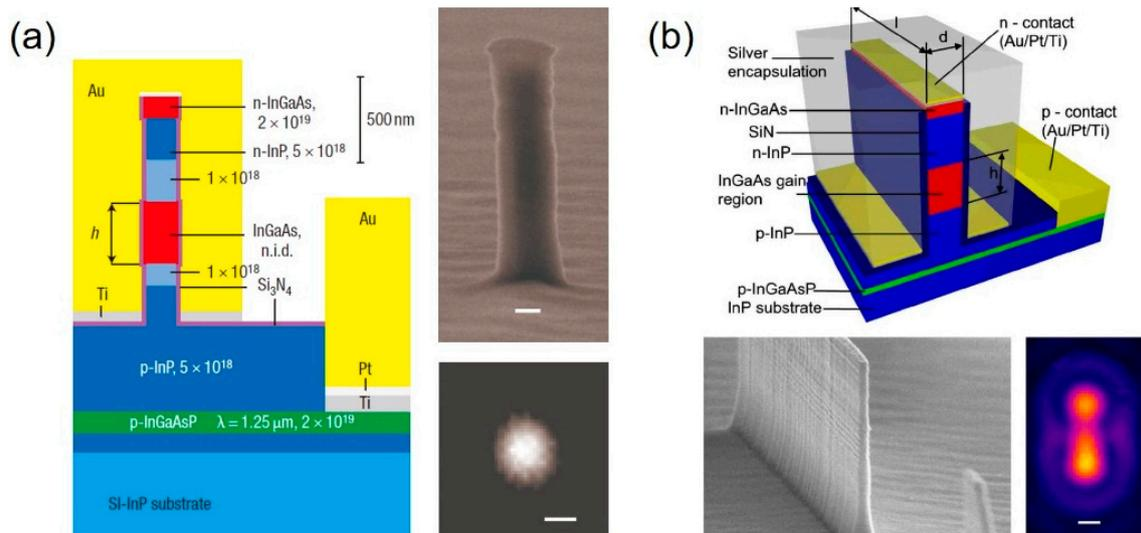 (a)
Au
n-InGaAs,
2 × 10¹⁹
n-InP, 5 × 10¹⁸
1 × 10¹⁸
500 nm
h
Au
InGaAs,
n.i.d.
1 × 10¹⁸
Si₃N₄
Ti
p-InP, 5 × 10¹⁸
Pt
Ti
p-InGaAsP λ = 1.25 μm, 2 × 10¹⁹
SI-InP substrate
(b)
l
d
n - contact
(Au/Pt/Ti)
Silver
encapsulation
n-InGaAs
SiN
n-InP
p - contact
(Au/Pt/Ti)
h
InGaAs gain
region
p-InP
p-InGaAsP
InP substrate